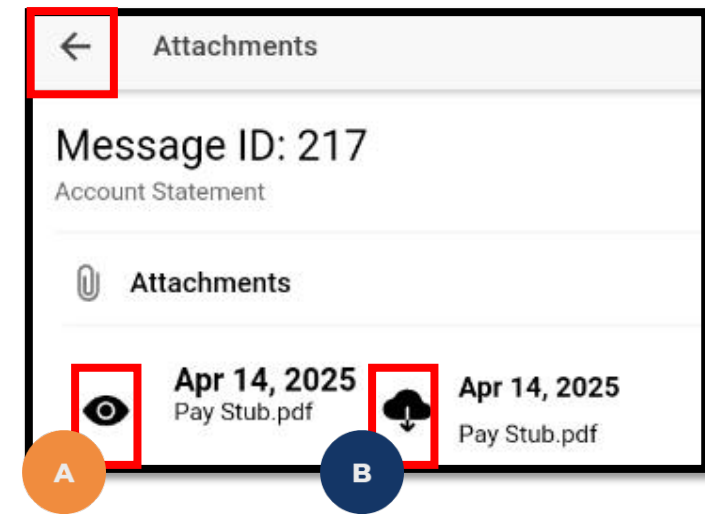 Attachments
Message ID: 217
Account Statement
Attachments
Apr 14, 2025
Pay Stub.pdf
Apr 14, 2025
Pay Stub.pdf
A
B